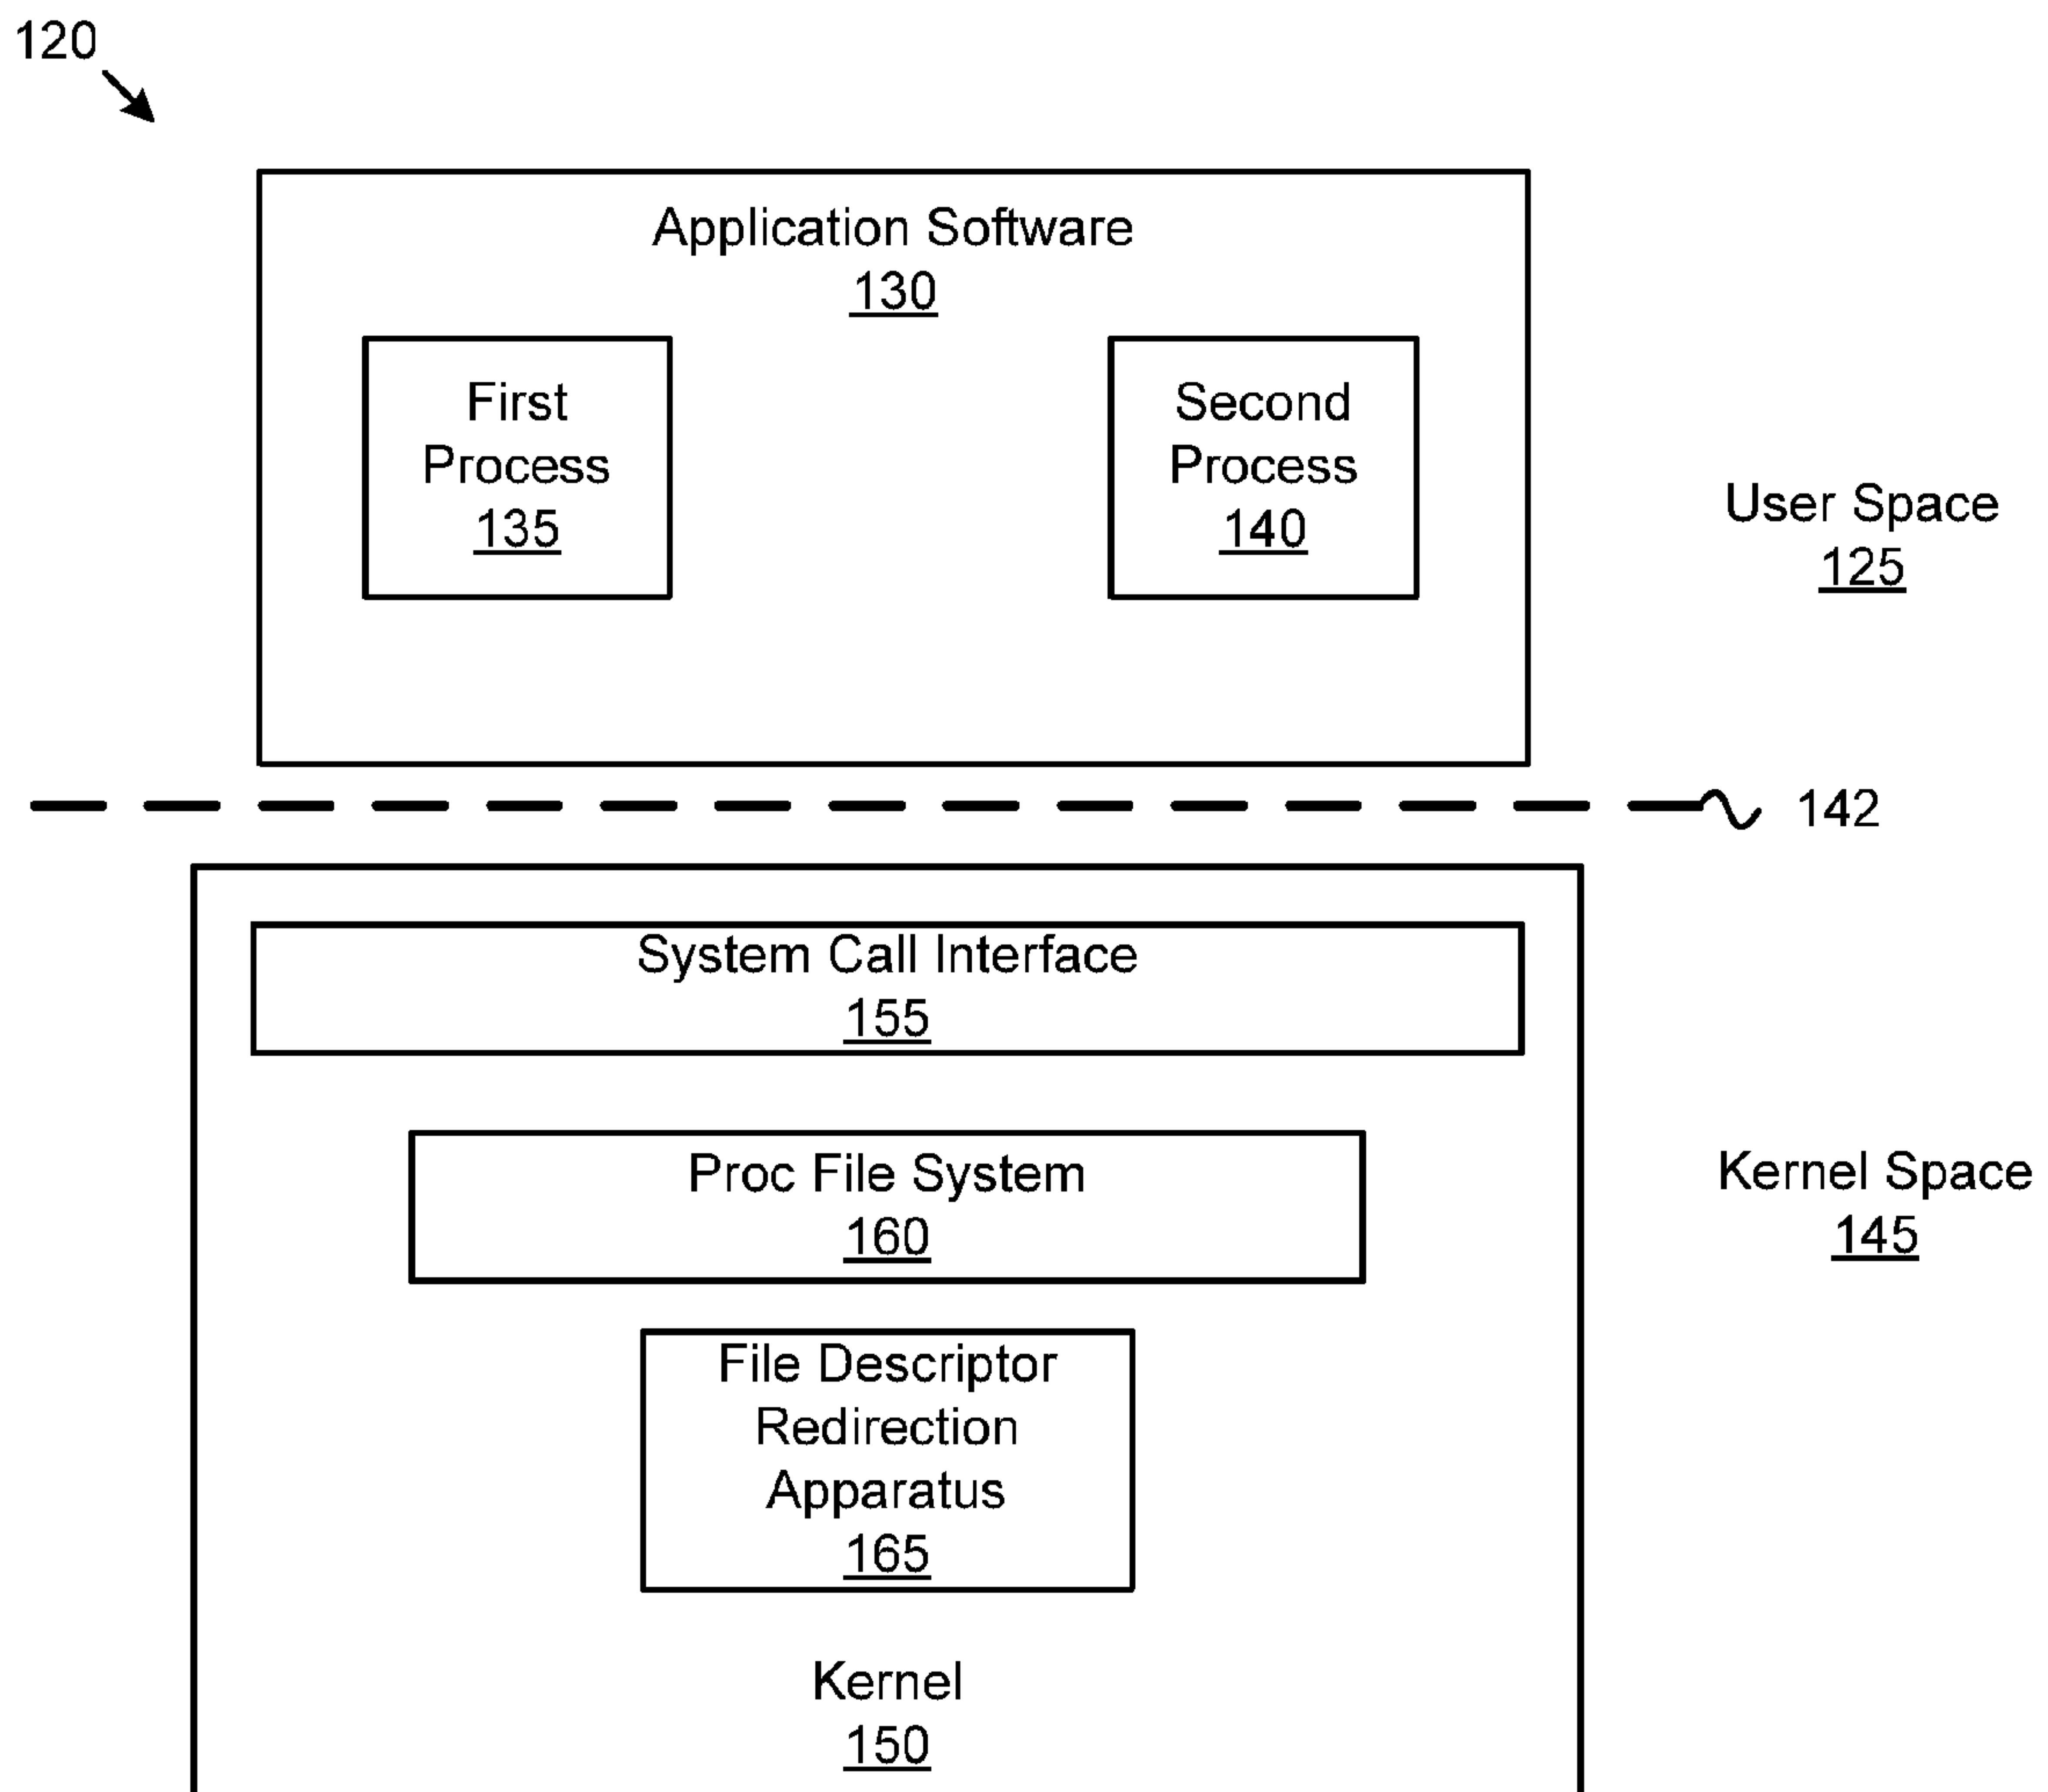 120
Application Software
130
First
Process
135
Second
Process
140
User Space
125
142
System Call Interface
155
Proc File System
160
Kernel Space
145
File Descriptor
Redirection
Apparatus
165
Kernel
150